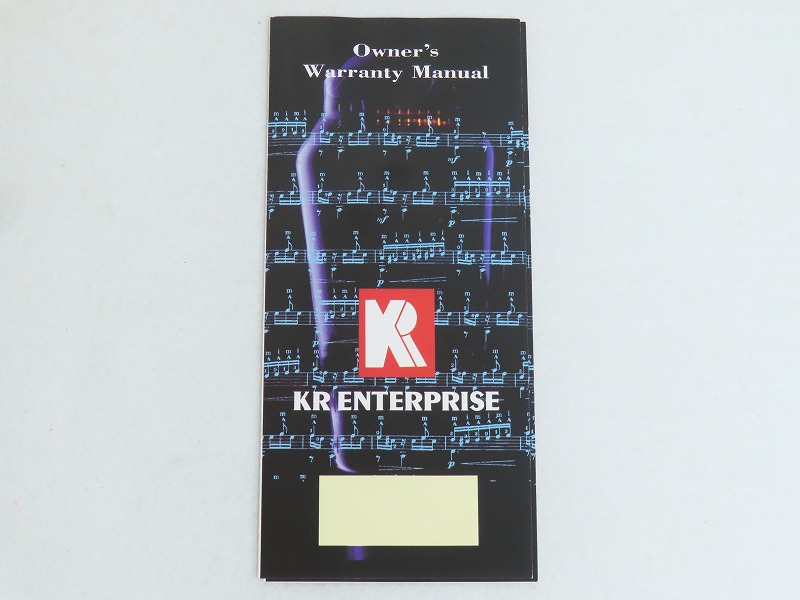 Owner's
Warranty Manual
KR
KR ENTERPRISE